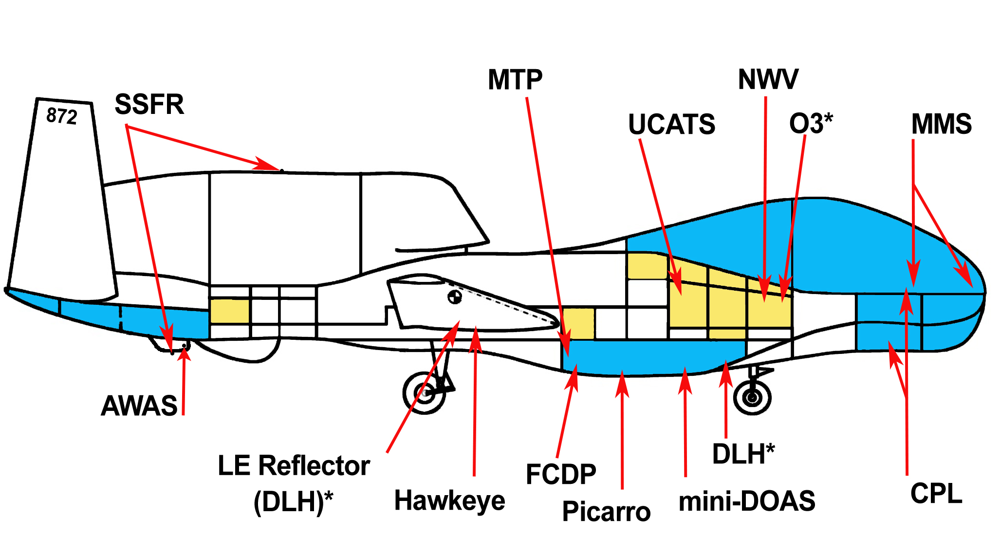 MTP
NWV
872
SSFR
UCATS
O3*
MMS
AWAS
LE Reflector
(DLH)*
Hawkeye
FCDP
Picarro
mini-DOAS
DLH*
CPL